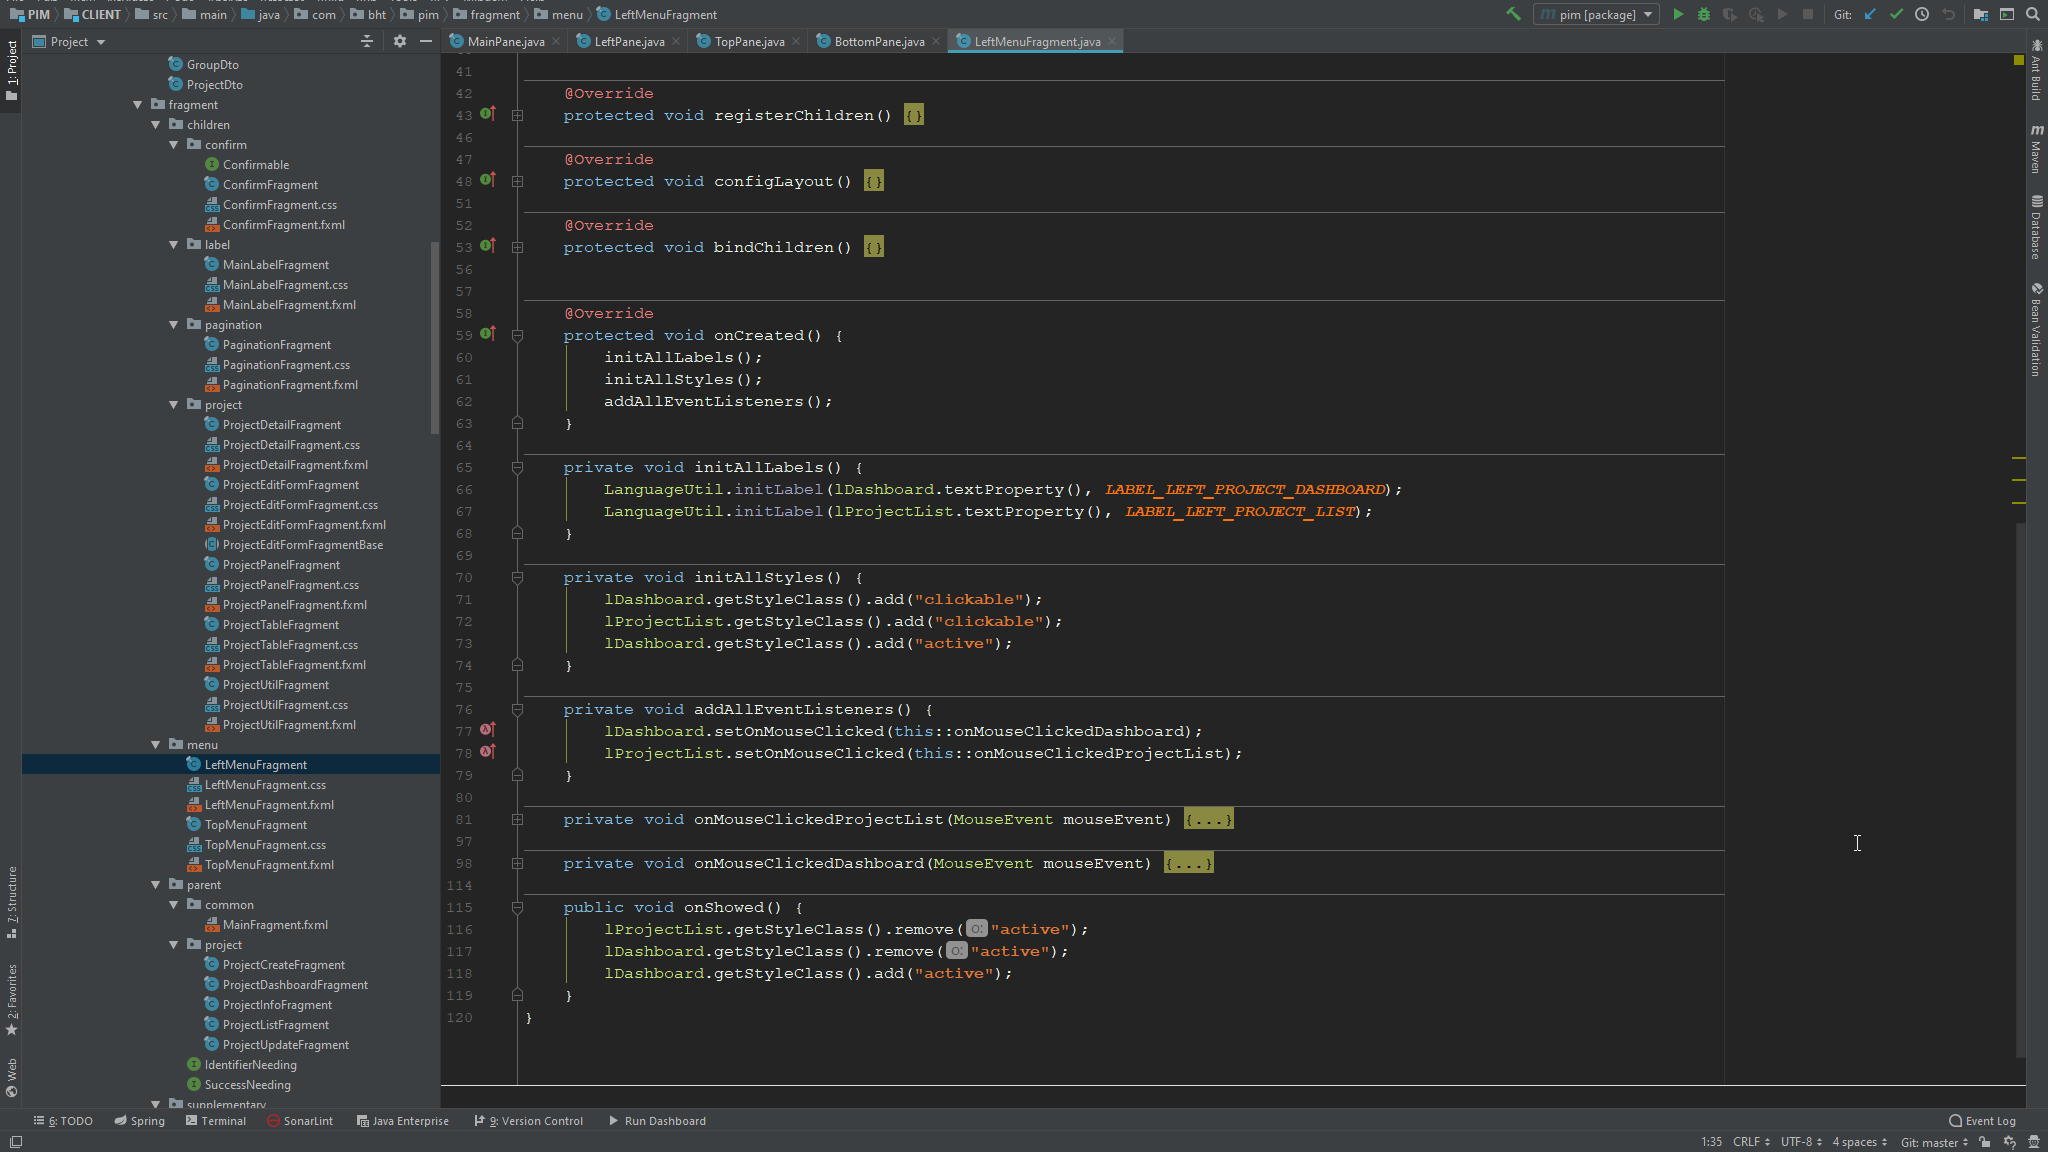 PIM CLIENT src main java com bht pim fragment menu LeftMenuFragment
pim [package] Git:
1: Project
Project
MainPane.java LeftPane.java TopPane.java BottomPane.java LeftMenuFragment.java
GroupDto
ProjectDto
fragment
children
confirm
Confirmable
ConfirmFragment
ConfirmFragment.css
ConfirmFragment.fxml
label
MainLabelFragment
MainLabelFragment.css
MainLabelFragment.fxml
pagination
PaginationFragment
PaginationFragment.css
PaginationFragment.fxml
project
ProjectDetailFragment
ProjectDetailFragment.css
ProjectDetailFragment.fxml
ProjectEditFormFragment
ProjectEditFormFragment.css
ProjectEditFormFragment.fxml
ProjectEditFormFragmentBase
ProjectPanelFragment
ProjectPanelFragment.css
ProjectPanelFragment.fxml
ProjectTableFragment
ProjectTableFragment.css
ProjectTableFragment.fxml
ProjectUtilFragment
ProjectUtilFragment.css
ProjectUtilFragment.fxml
menu
LeftMenuFragment
LeftMenuFragment.css
LeftMenuFragment.fxml
TopMenuFragment
TopMenuFragment.css
TopMenuFragment.fxml
parent
common
MainFragment.fxml
project
ProjectCreateFragment
ProjectDashboardFragment
ProjectInfoFragment
ProjectListFragment
ProjectUpdateFragment
IdentifierNeeding
SuccessNeeding
supplementary
7: Structure
2: Favorites
Web
41
42 @Override
43 protected void registerChildren() {}
46
47 @Override
48 protected void configLayout() {}
51
52 @Override
53 protected void bindChildren() {}
56
57
58 @Override
59 protected void onCreated() {
60 initAllLabels();
61 initAllStyles();
62 addAllEventListeners();
63 }
64
65 private void initAllLabels() {
66 LanguageUtil.initLabel(lDashboard.textProperty(), LABEL_LEFT_PROJECT_DASHBOARD);
67 LanguageUtil.initLabel(lProjectList.textProperty(), LABEL_LEFT_PROJECT_LIST);
68 }
69
70 private void initAllStyles() {
71 lDashboard.getStyleClass().add("clickable");
72 lProjectList.getStyleClass().add("clickable");
73 lDashboard.getStyleClass().add("active");
74 }
75
76 private void addAllEventListeners() {
77 lDashboard.setOnMouseClicked(this::onMouseClickedDashboard);
78 lProjectList.setOnMouseClicked(this::onMouseClickedProjectList);
79 }
80
81 private void onMouseClickedProjectList(MouseEvent mouseEvent) {...}
97
98 private void onMouseClickedDashboard(MouseEvent mouseEvent) {...}
114
115 public void onShowed() {
116 lProjectList.getStyleClass().remove( o: "active");
117 lDashboard.getStyleClass().remove( o: "active");
118 lDashboard.getStyleClass().add("active");
119 }
120 }
Ant Build
Maven
Database
Bean Validation
6: TODO Spring Terminal SonarLint Java Enterprise 9: Version Control Run Dashboard Event Log
1:35 CRLF UTF-8 4 spaces Git: master